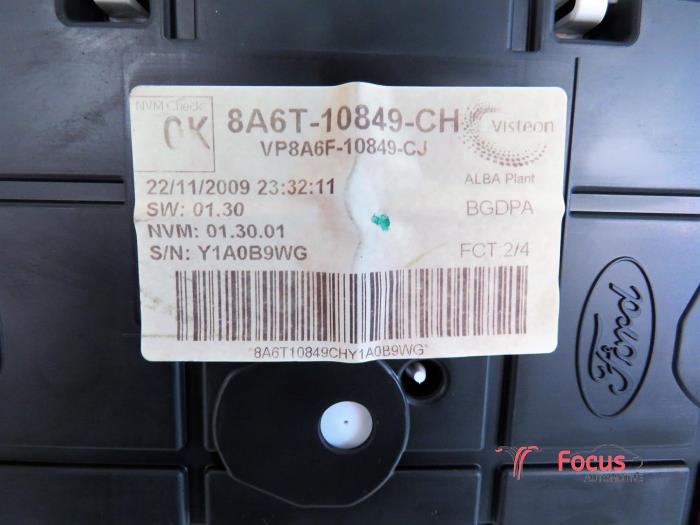 NVM Check
OK
8A6T-10849-CH
VP8A6F-10849-CJ
Visteon
ALBA Plant
22/11/2009 23:32:11
BGDPA
SW: 01.30
NVM: 01.30.01
S/N: Y1A0B9WG
FCT:2/4
*8A6T10849CHY1A0B9WG*
Ford
Focus
AUTOMOTIVE